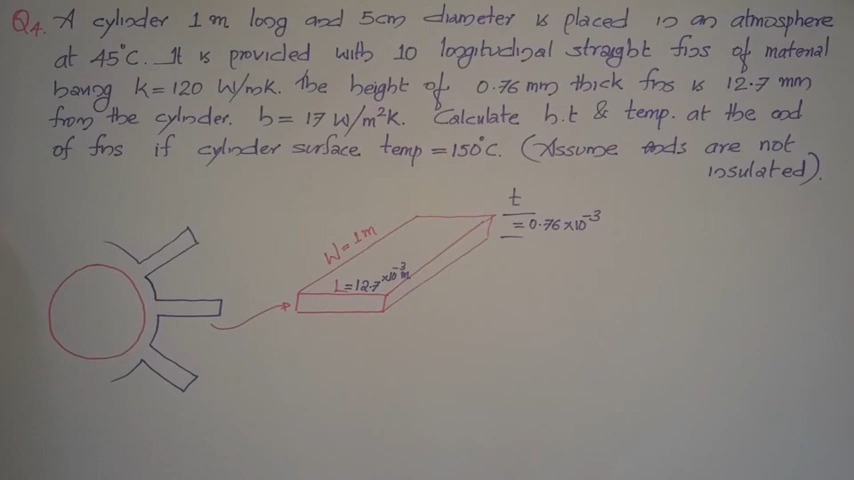 Q4. A cylinder 1 m long and 5cm diameter is placed in an atmosphere
at 45°C. It is provided with 10 longitudinal straight fins of material
having k = 120 W/mK. The height of 0.76 mm thick fins is 12.7 mm
from the cylinder. h = 17 W/m²K. Calculate h.t & temp. at the end
of fins if cylinder surface temp = 150°C. (Assume ends are not
insulated).
t
= 0.76 × 10⁻³
W = 1m
L = 12.7 × 10⁻³ m